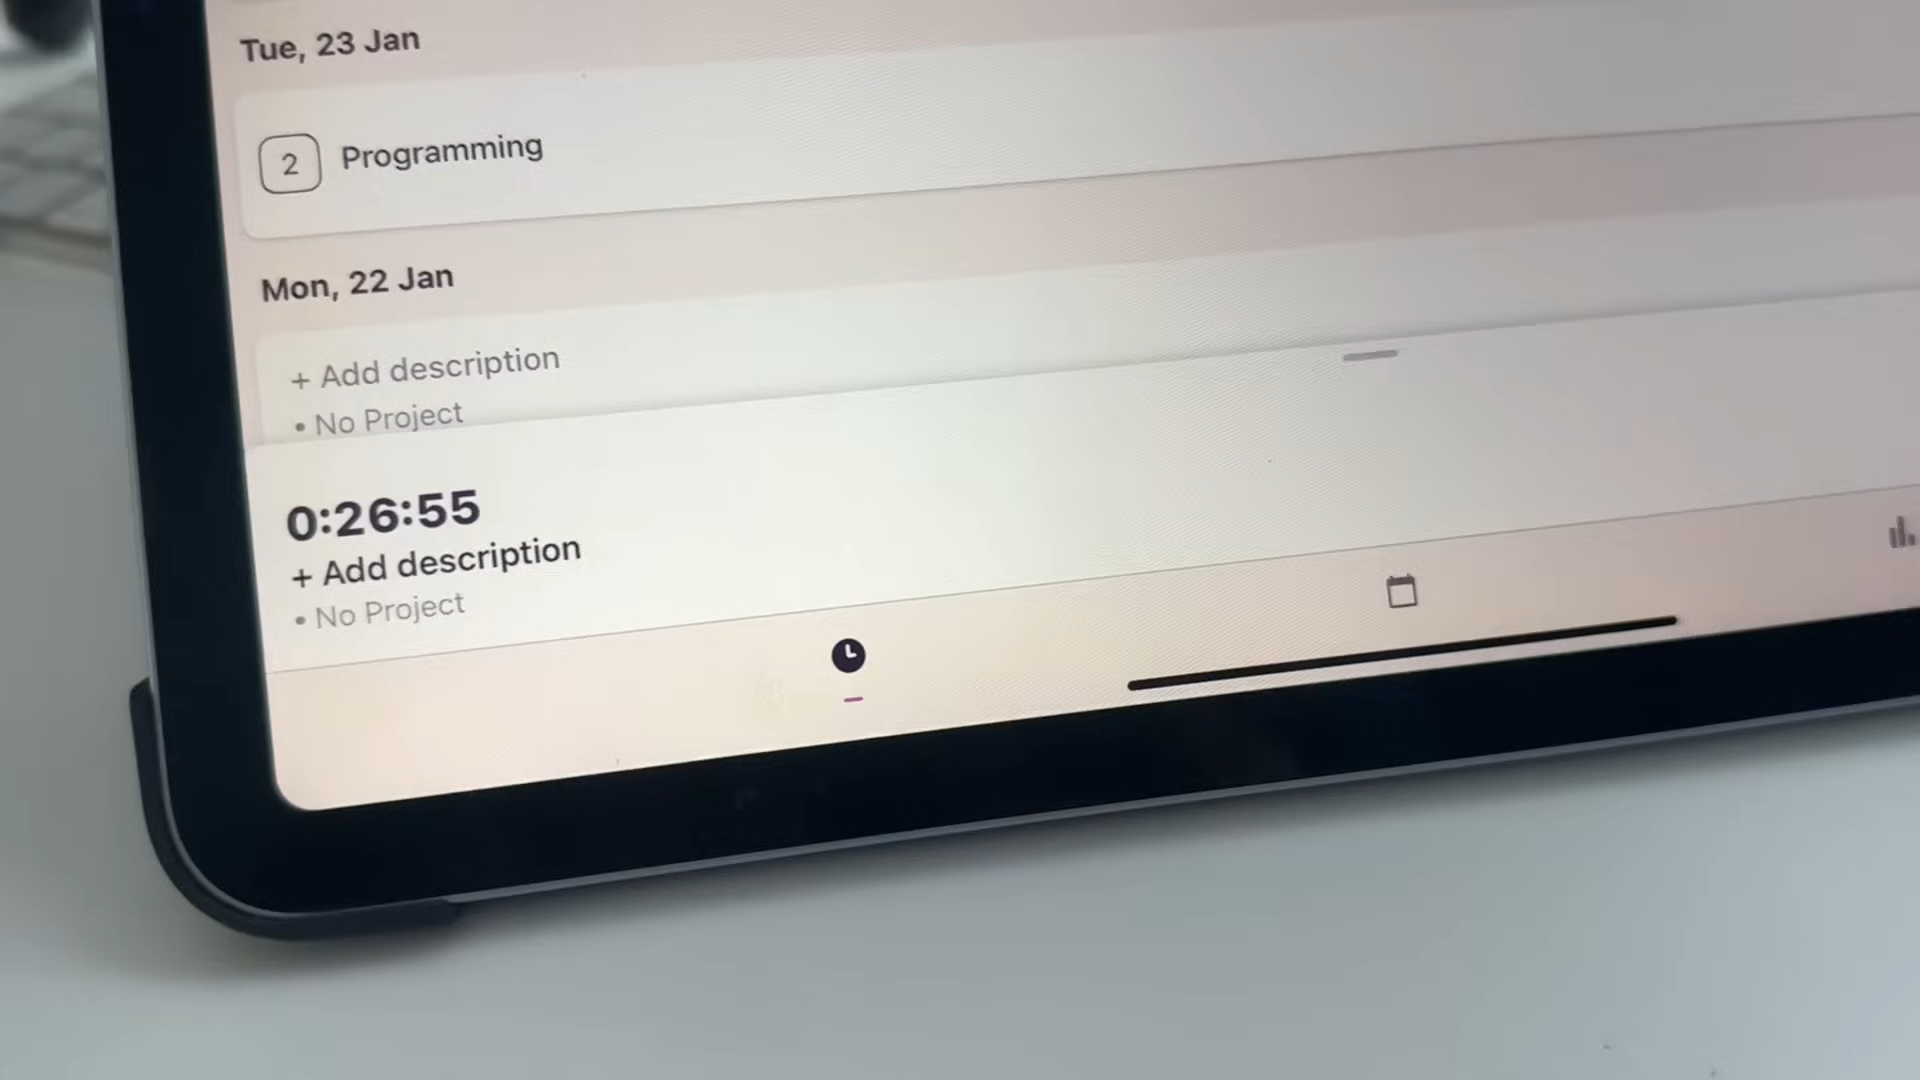 Tue, 23 Jan
2 Programming
Mon, 22 Jan
+ Add description
• No Project
0:26:55
+ Add description
• No Project